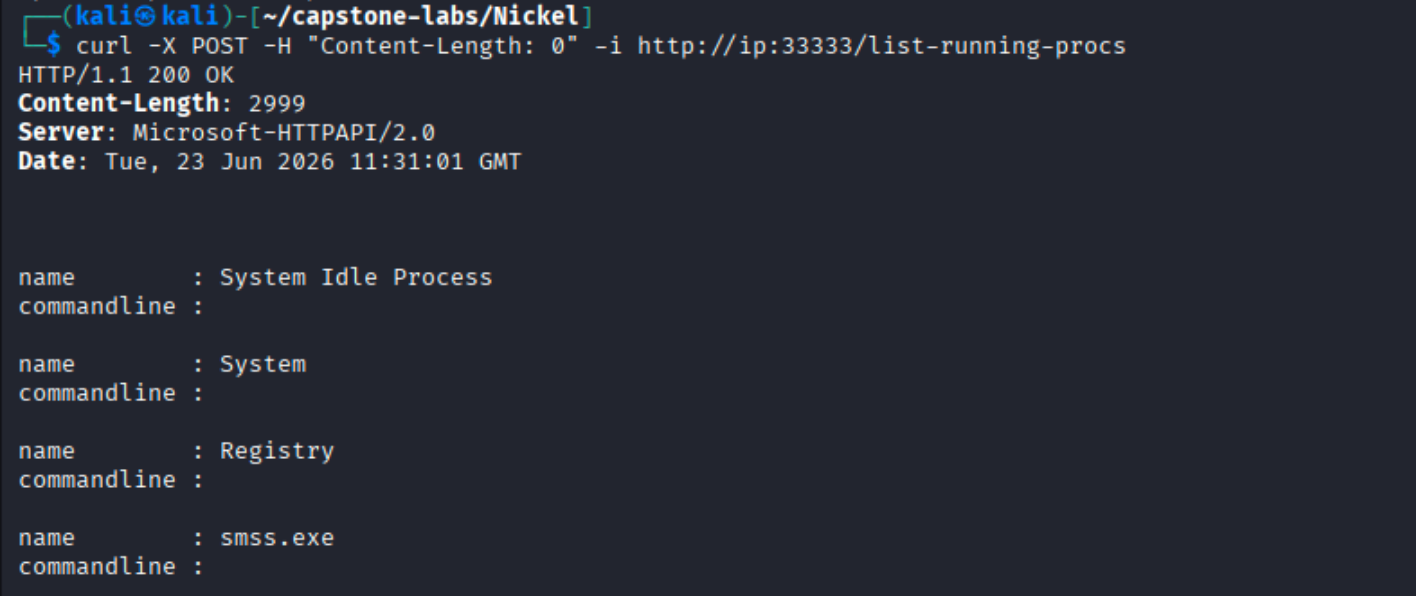 ┌──(kali㉿kali)-[~/capstone-labs/Nickel]
└─$ curl -X POST -H "Content-Length: 0" -i http://ip:33333/list-running-procs
HTTP/1.1 200 OK
Content-Length: 2999
Server: Microsoft-HTTPAPI/2.0
Date: Tue, 23 Jun 2026 11:31:01 GMT
name        : System Idle Process
commandline :
name        : System
commandline :
name        : Registry
commandline :
name        : smss.exe
commandline :